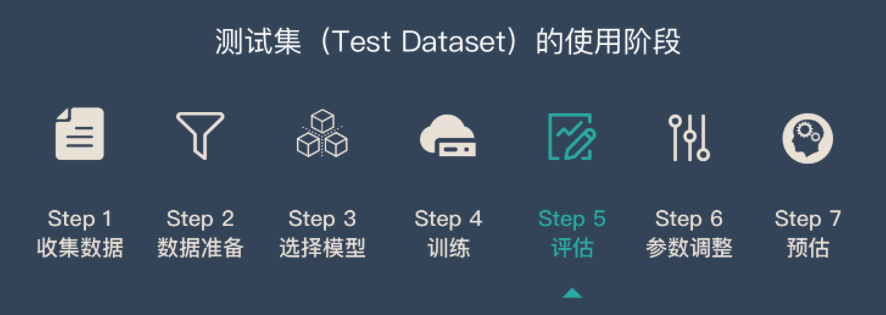 测试集（Test Dataset）的使用阶段
Step 1
收集数据
Step 2
数据准备
Step 3
选择模型
Step 4
训练
Step 5
评估
Step 6
参数调整
Step 7
预估